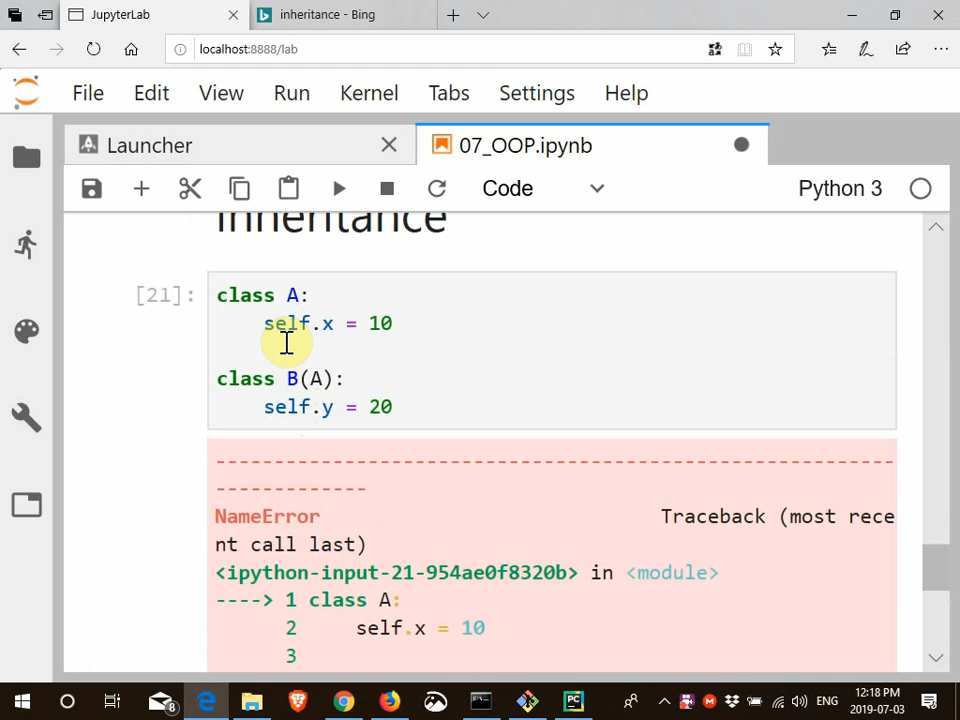 JupyterLab
inheritance - Bing
localhost:8888/lab
File Edit View Run Kernel Tabs Settings Help
Launcher
07_OOP.ipynb
Code
Python 3
inheritance
[21]:
class A:
    self.x = 10
class B(A):
    self.y = 20
--------------------------------------------------------------
-------------
NameError Traceback (most rece
nt call last)
<ipython-input-21-954ae0f8320b> in <module>
----> 1 class A:
      2     self.x = 10
      3
8
PC
ENG
12:18 PM
2019-07-03